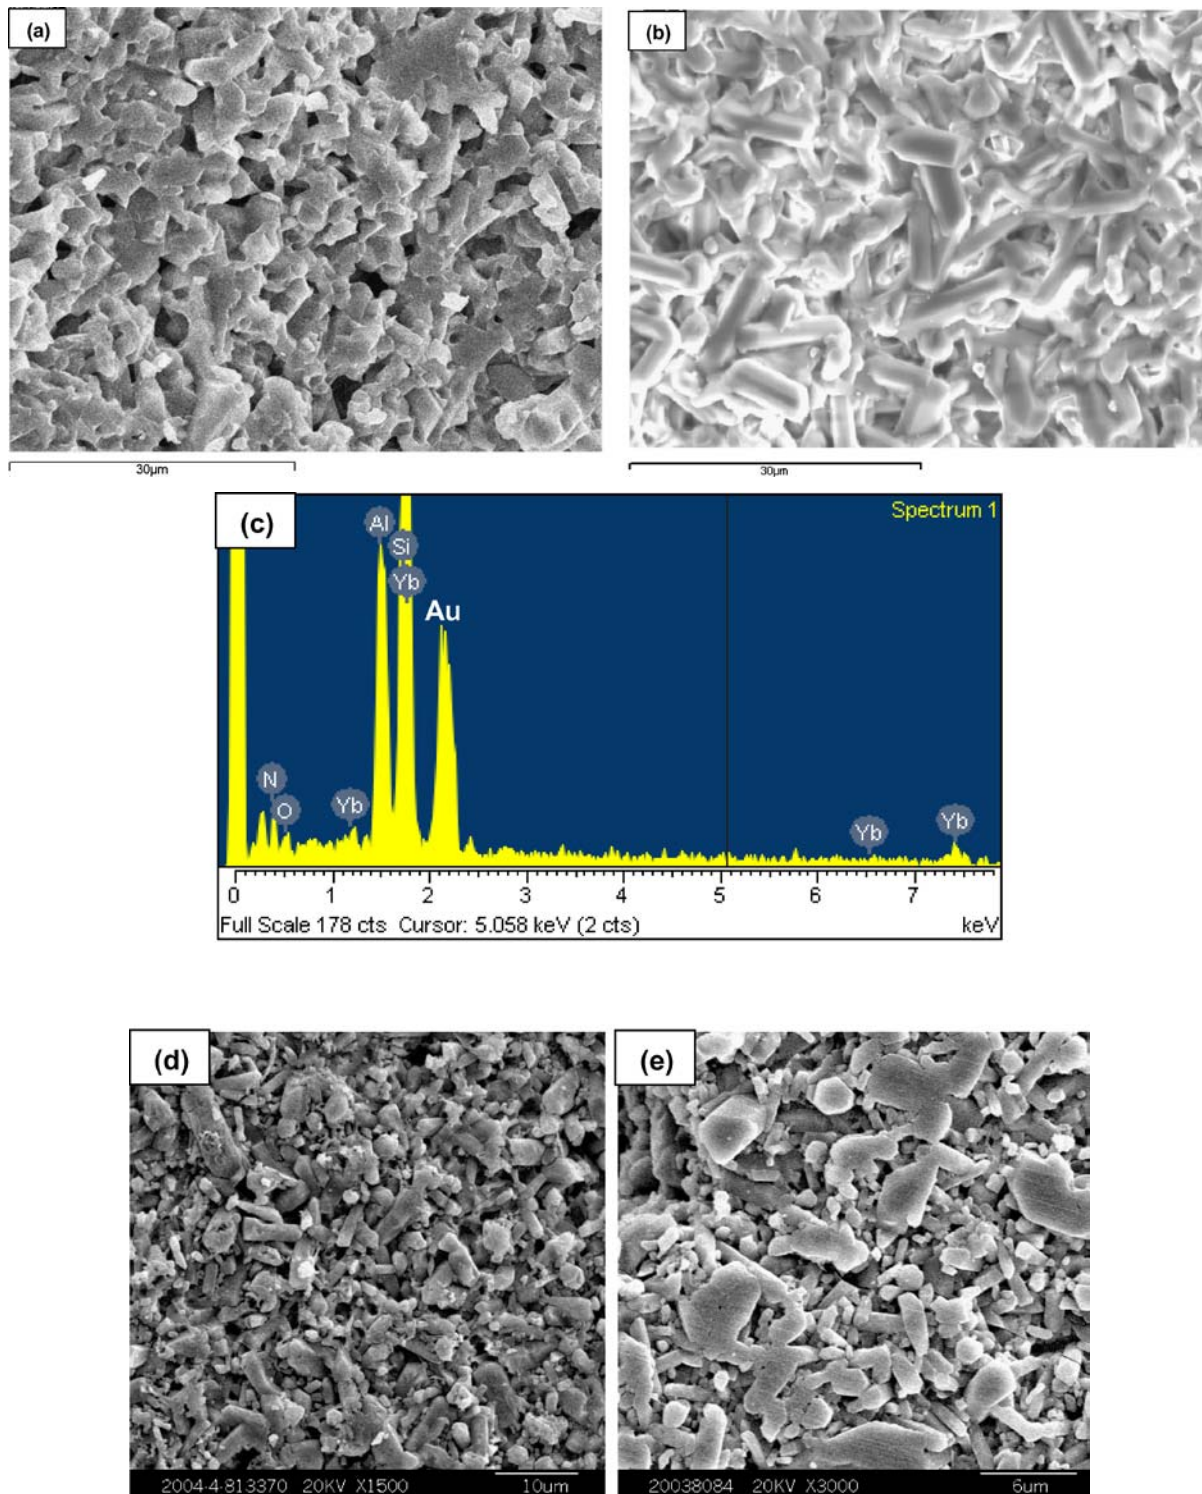 (a)
(b)
30µm
30µm
(c)
Spectrum 1
Al
Si
Yb
Au
N
O
Yb
Yb
Yb
0 1 2 3 4 5 6 7
Full Scale 178 cts Cursor: 5.058 keV (2 cts) keV
(d)
(e)
2004·4·813370 20KV X1500 10um
20038084 20KV X3000 6um